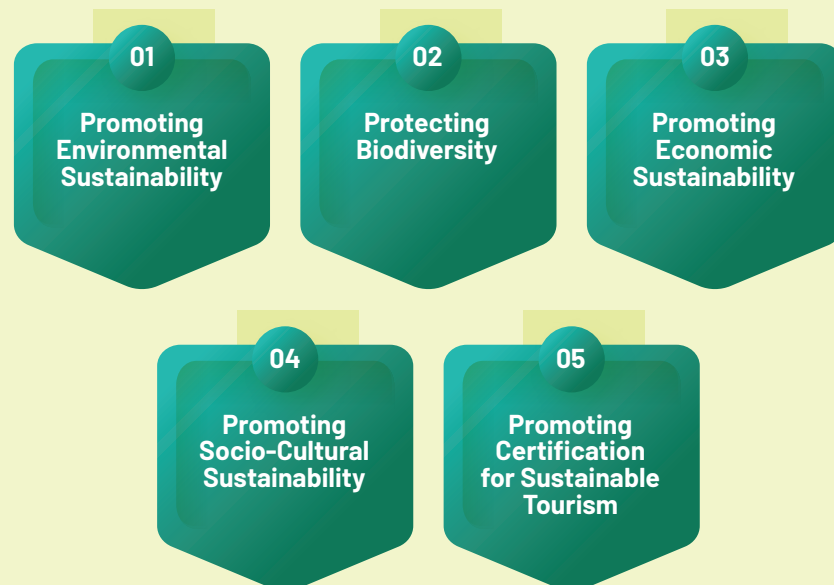 01
Promoting
Environmental
Sustainability
02
Protecting
Biodiversity
03
Promoting
Economic
Sustainability
04
Promoting
Socio-Cultural
Sustainability
05
Promoting
Certification
for Sustainable
Tourism